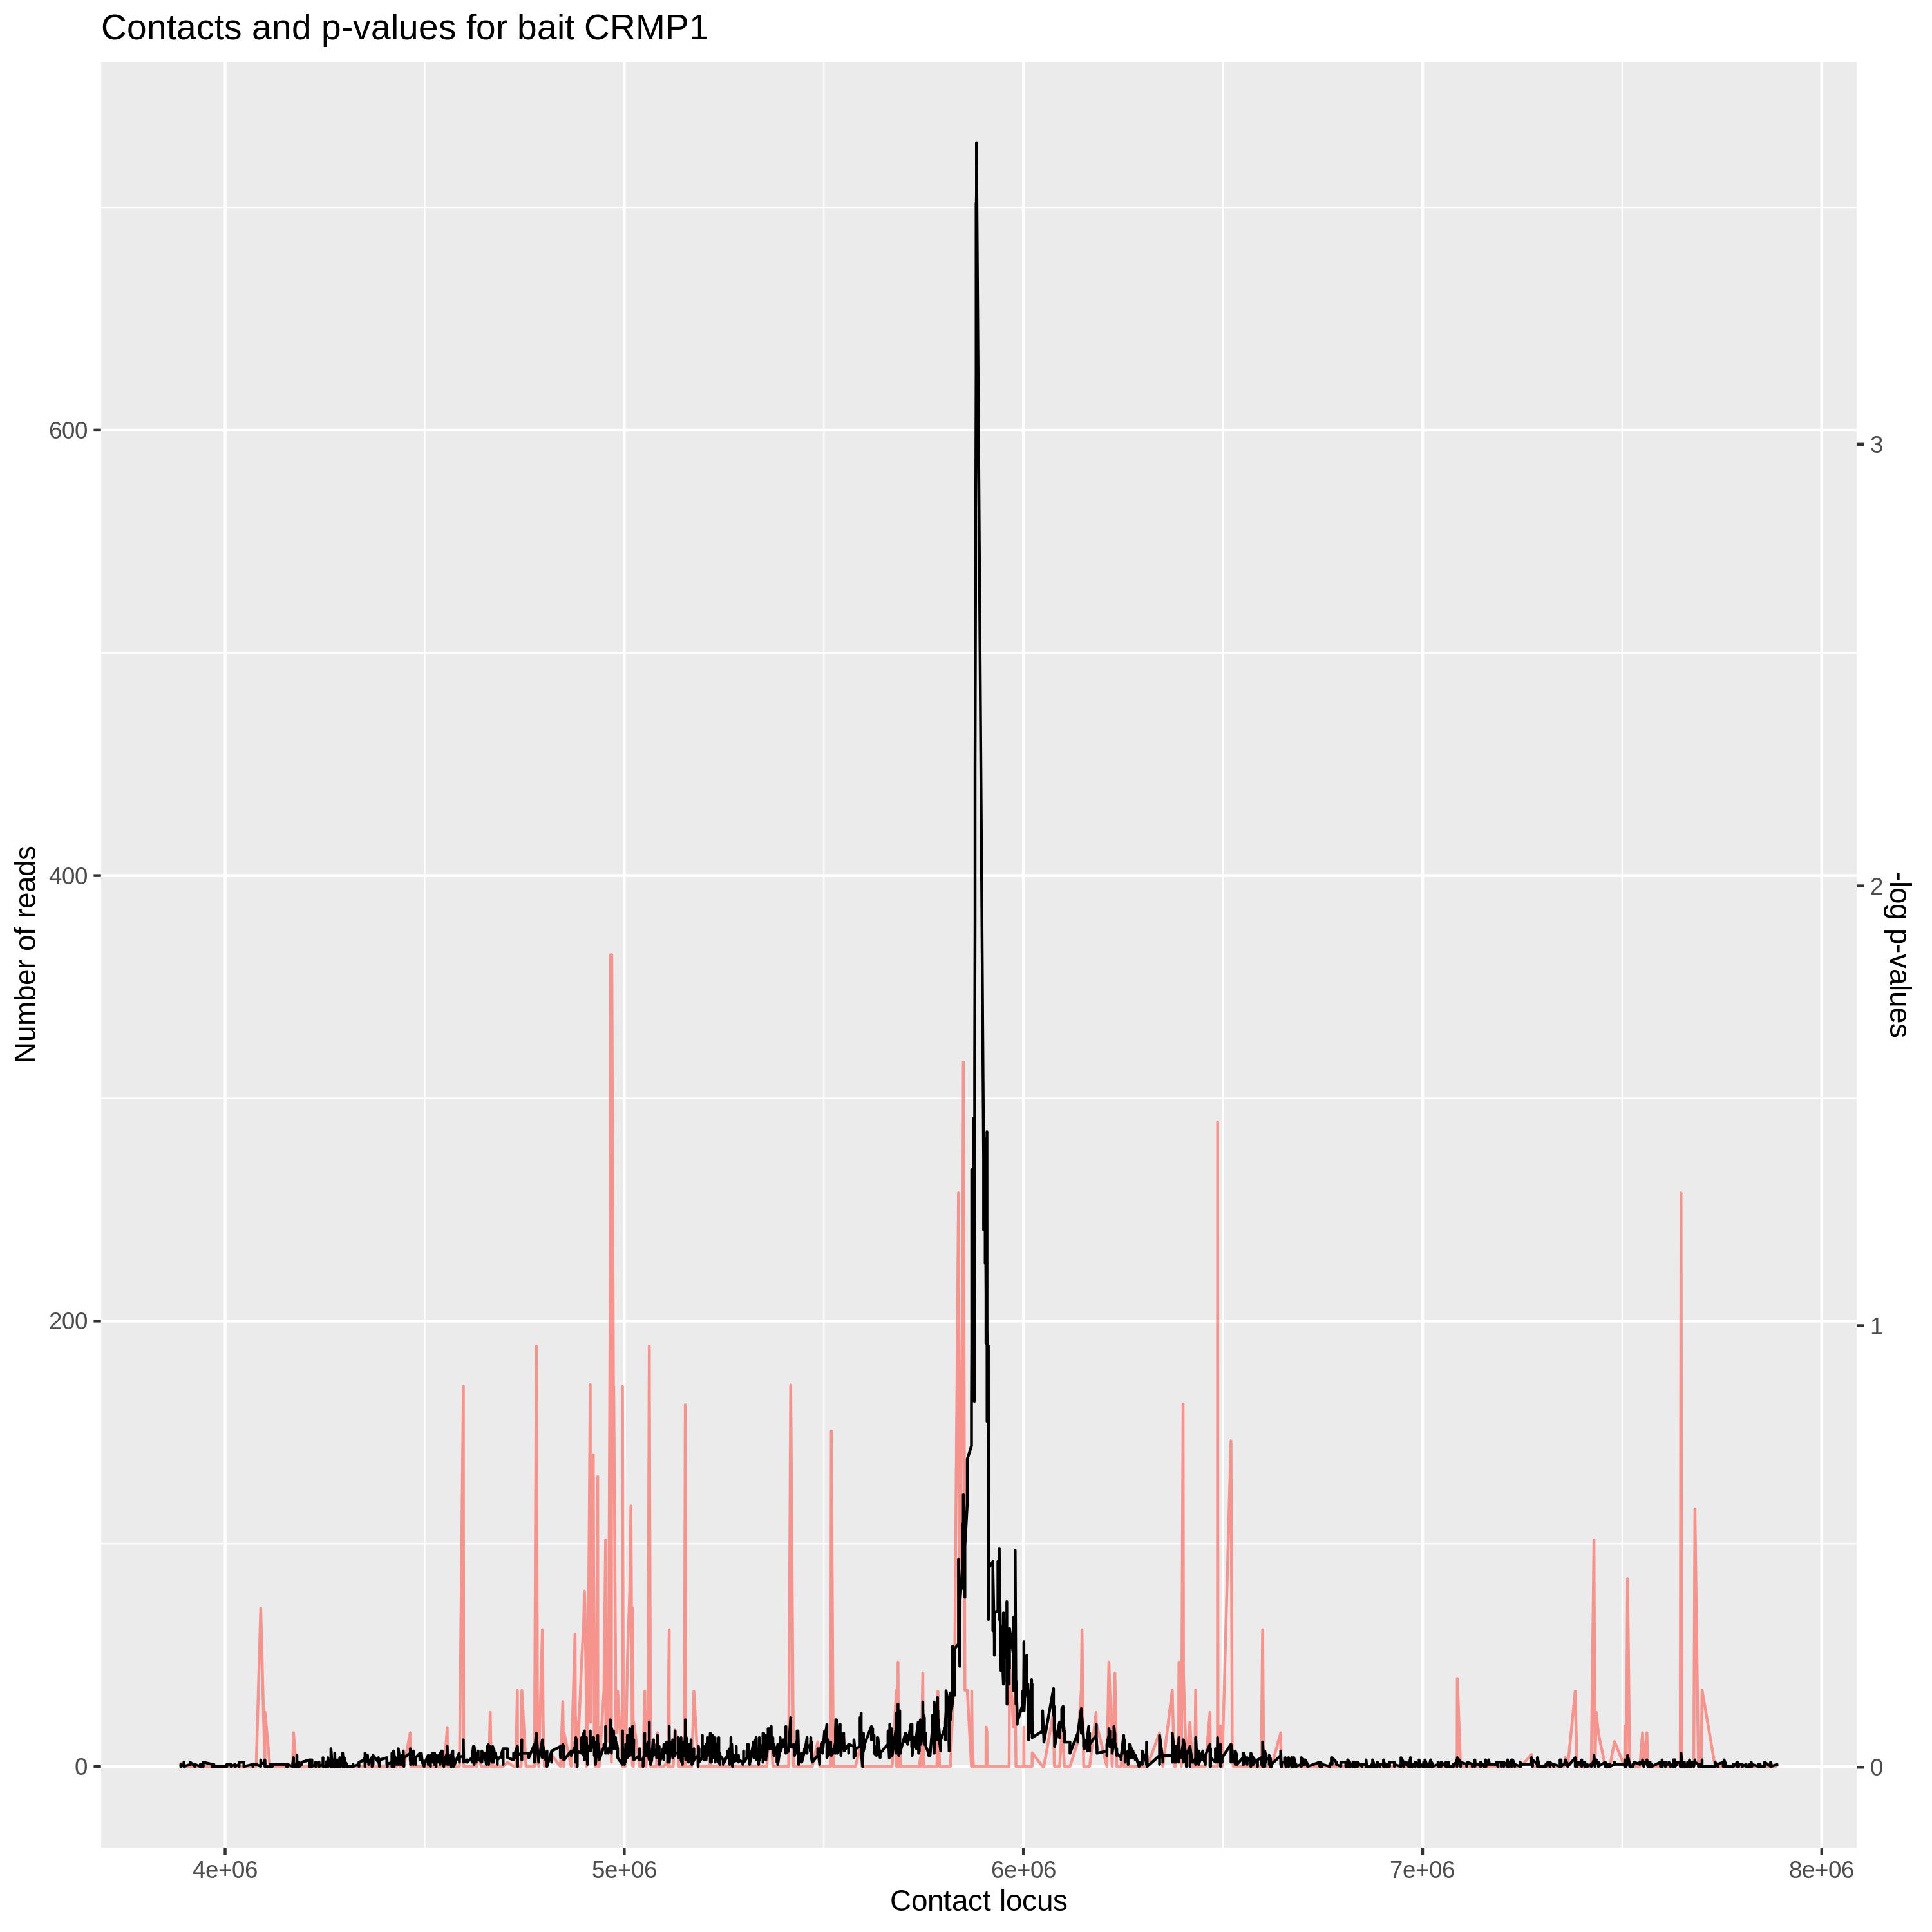 Contacts and p-values for bait CRMP1
600
400
200
0
3
2
1
0
Number of reads
-log p-values
4e+06 5e+06 6e+06 7e+06 8e+06
Contact locus